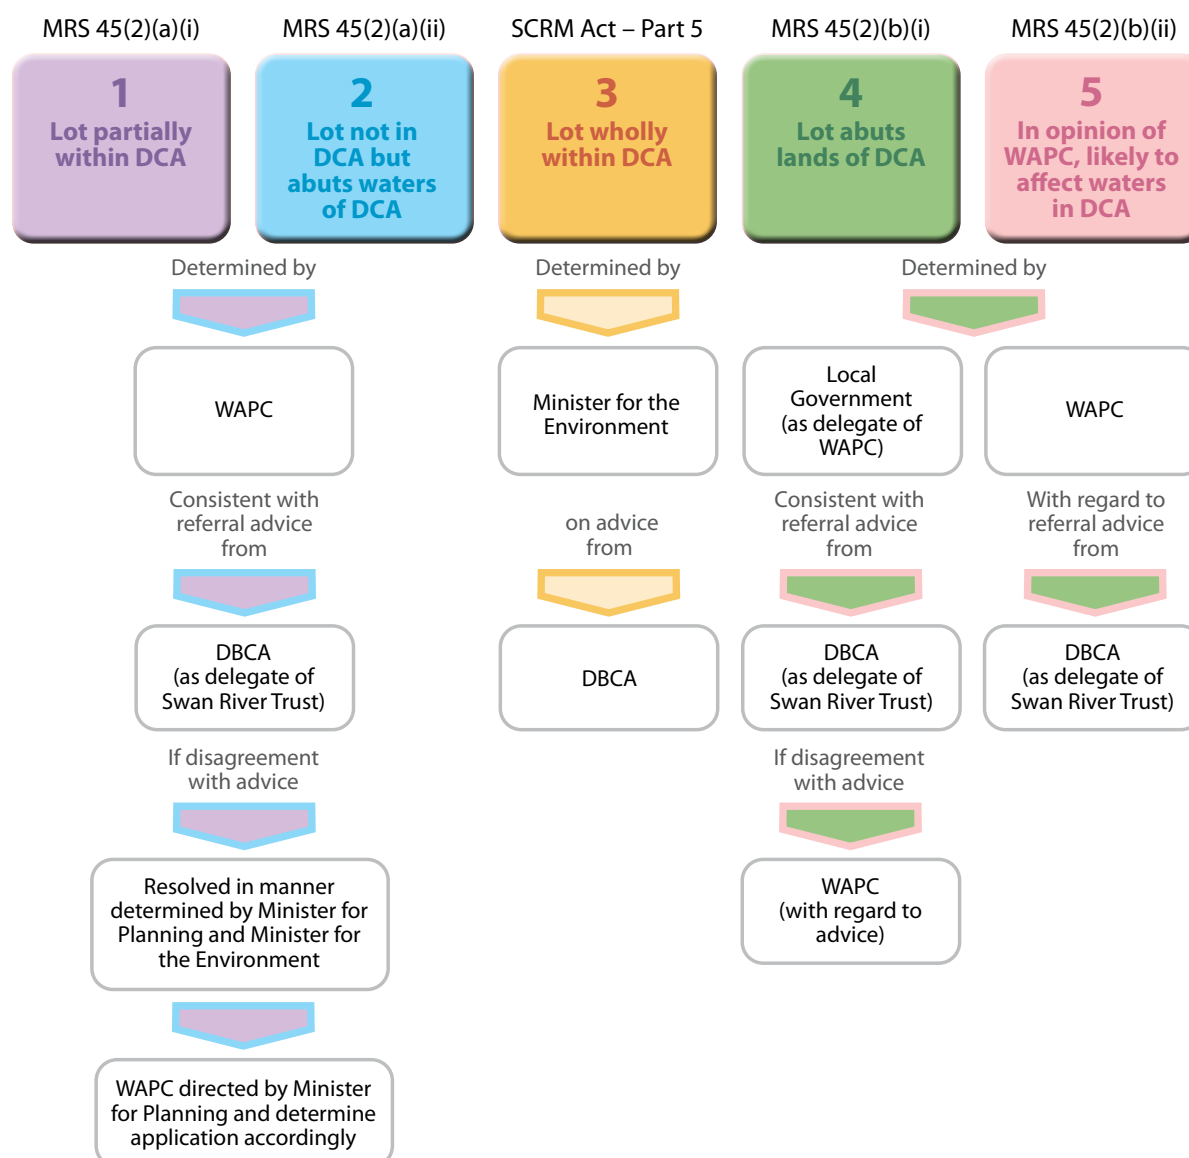 MRS 45(2)(a)(i)
MRS 45(2)(a)(ii)
SCRM Act – Part 5
MRS 45(2)(b)(i)
MRS 45(2)(b)(ii)
1
Lot partially
within DCA
2
Lot not in
DCA but
abuts waters
of DCA
3
Lot wholly
within DCA
4
Lot abuts
lands of DCA
5
In opinion of
WAPC, likely to
affect waters
in DCA
Determined by
Determined by
Determined by
WAPC
Minister for the
Environment
Local
Government
(as delegate of
WAPC)
WAPC
Consistent with
referral advice
from
on advice
from
Consistent with
referral advice
from
With regard to
referral advice
from
DBCA
(as delegate of
Swan River Trust)
DBCA
DBCA
(as delegate of
Swan River Trust)
DBCA
(as delegate of
Swan River Trust)
If disagreement
with advice
If disagreement
with advice
Resolved in manner
determined by Minister for
Planning and Minister for
the Environment
WAPC
(with regard to
advice)
WAPC directed by Minister
for Planning and determine
application accordingly